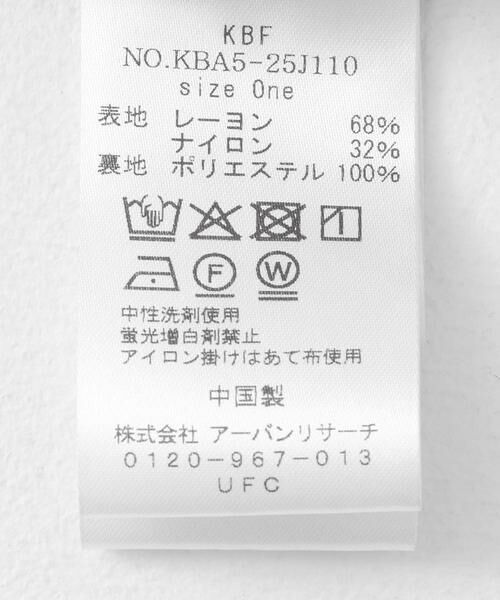 KBF
NO.KBA5-25J110
size One
表地 レーヨン 68%
ナイロン 32%
裏地 ポリエステル 100%
F W
中性洗剤使用
蛍光増白剤禁止
アイロン掛けはあて布使用
中国製
株式会社 アーバンリサーチ
0120-967-013
UFC